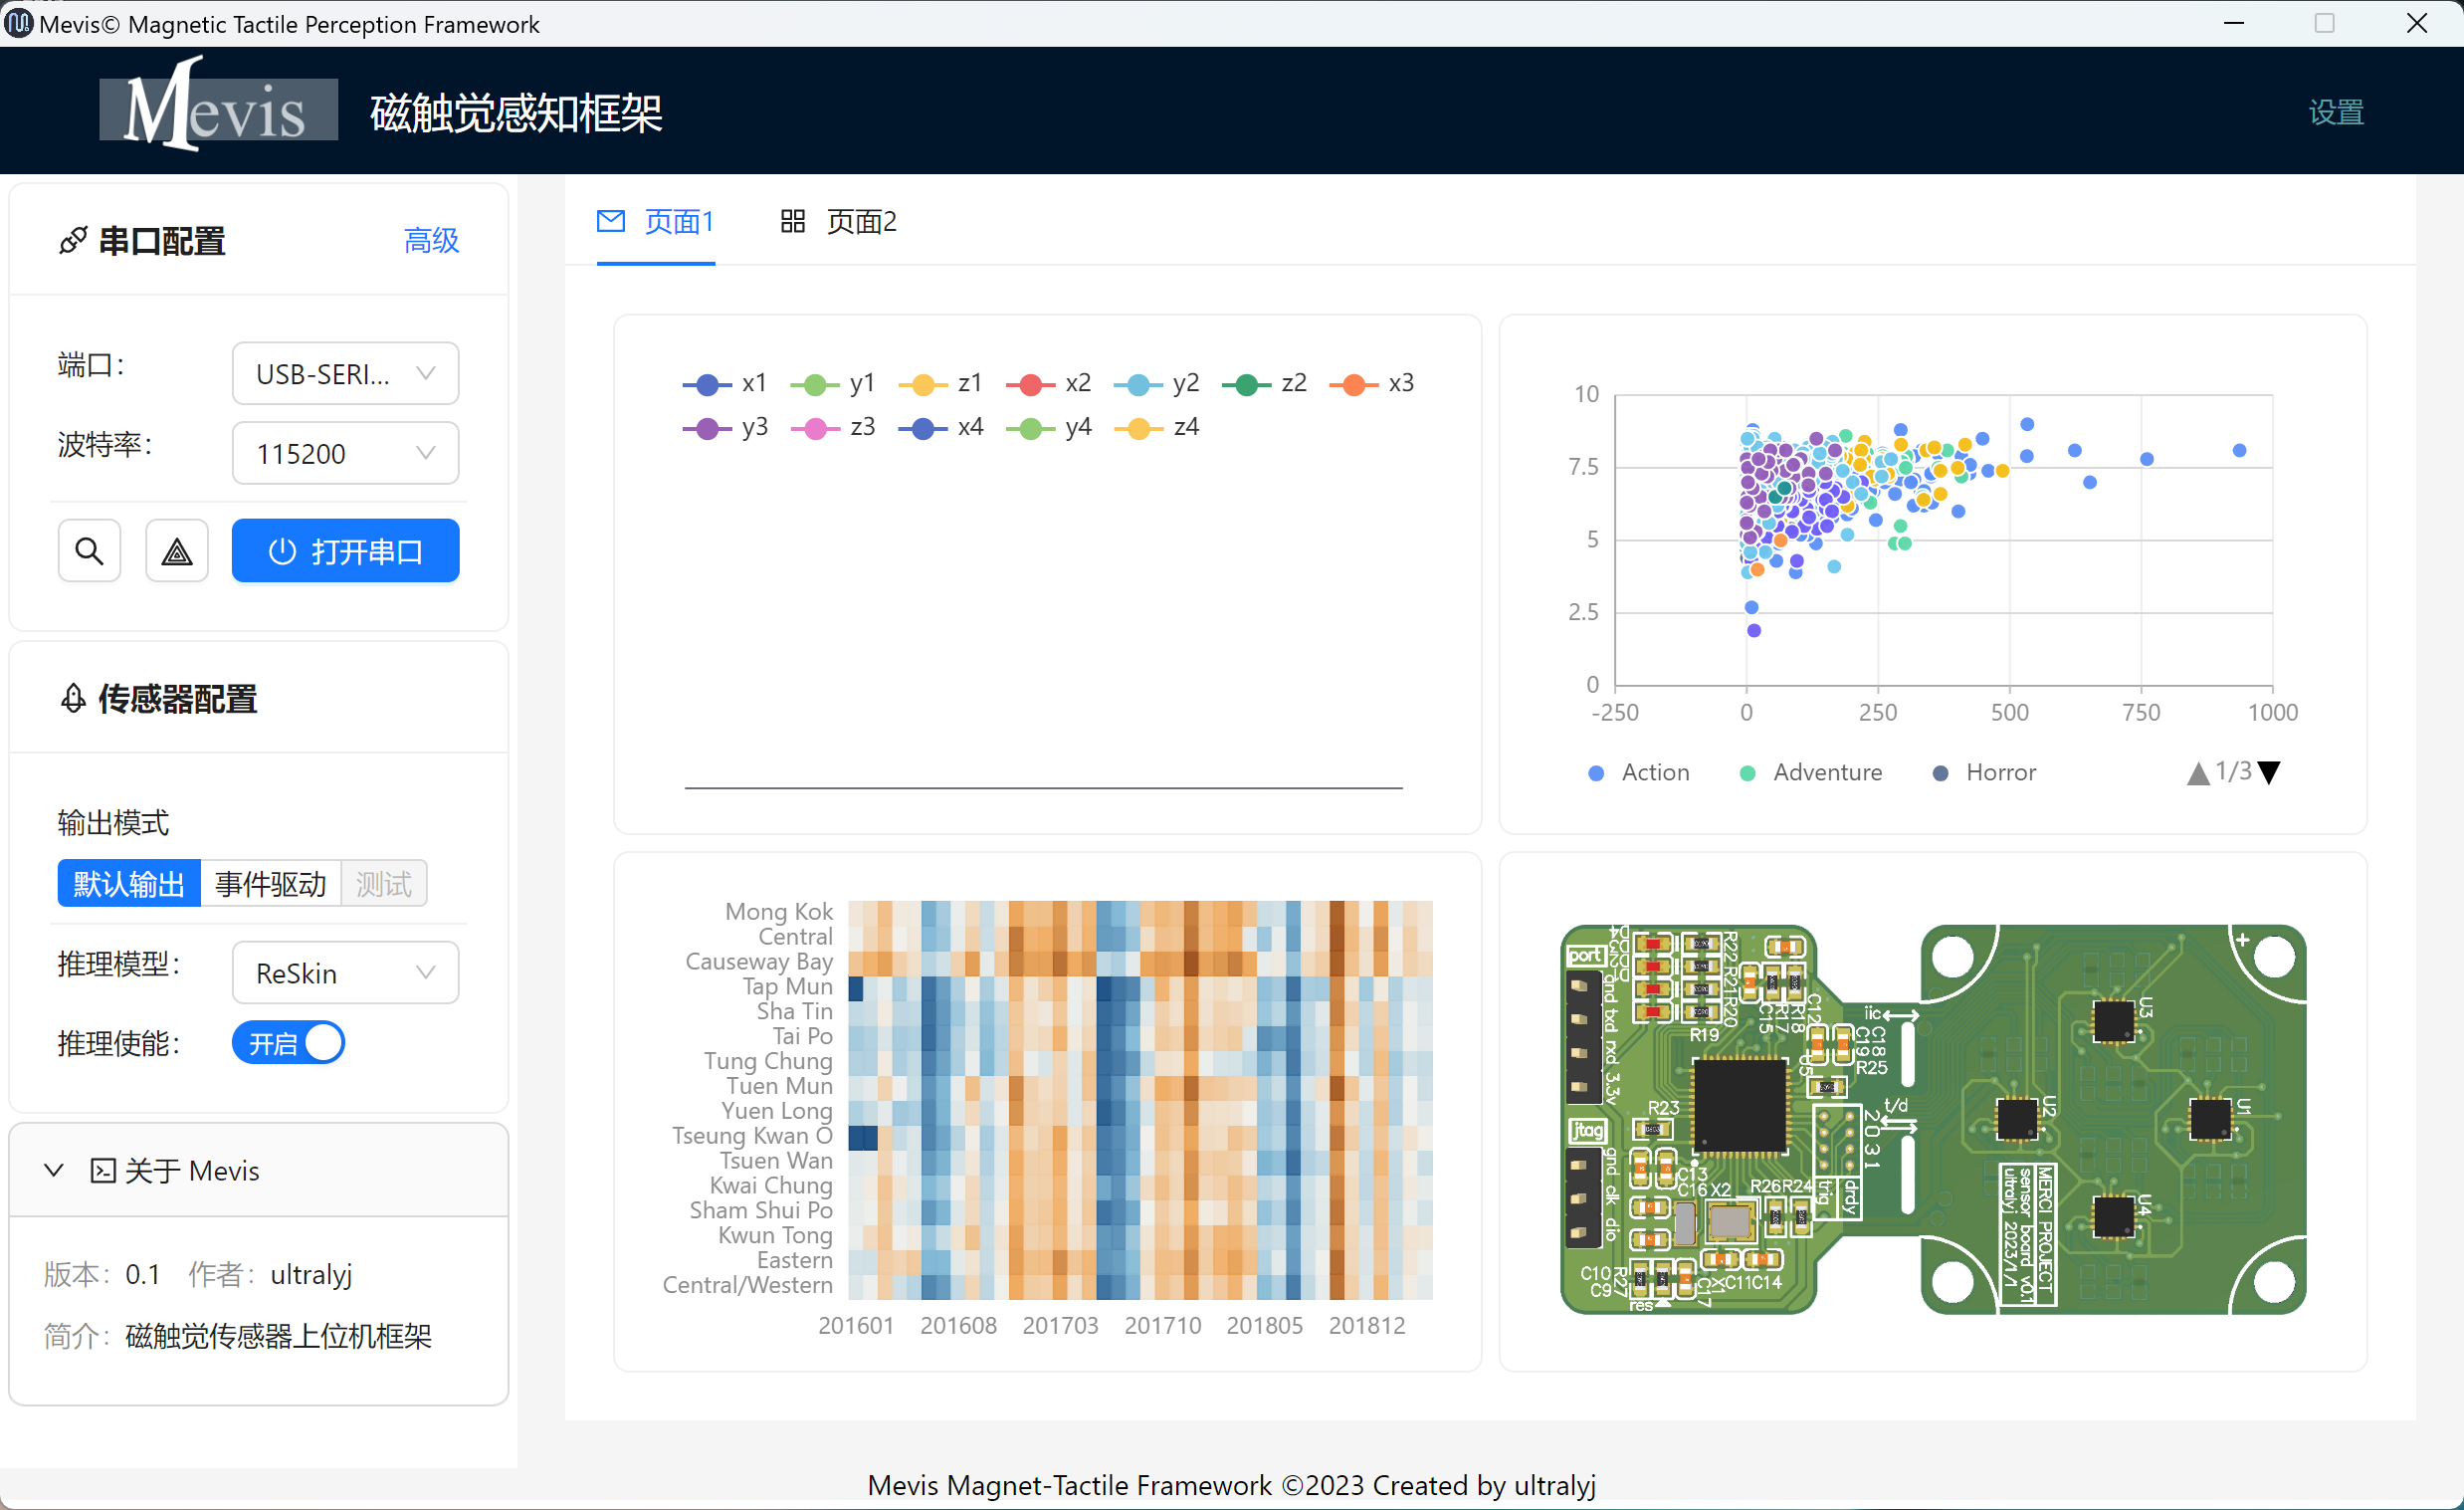 Mevis© Magnetic Tactile Perception Framework
Mevis 磁触觉感知框架 设置
串口配置 高级
端口: USB-SERI...
波特率: 115200
打开串口
传感器配置
输出模式
默认输出 事件驱动 测试
推理模型: ReSkin
推理使能: 开启
关于 Mevis
版本: 0.1 作者: ultralyj
简介: 磁触觉传感器上位机框架
页面1 页面2
x1 y1 z1 x2 y2 z2 x3
y3 z3 x4 y4 z4
10
7.5
5
2.5
0
-250 0 250 500 750 1000
Action Adventure Horror 1/3
Mong Kok
Central
Causeway Bay
Tap Mun
Sha Tin
Tai Po
Tung Chung
Tuen Mun
Yuen Long
Tseung Kwan O
Tsuen Wan
Kwai Chung
Sham Shui Po
Kwun Tong
Eastern
Central/Western
201601 201608 201703 201710 201805 201812
port
gnd txd rxd 3.3v
R22
R21
R20
R19
C15
R17
R18
C12
C19
C18
R25
U5
iic
t/d
2 0 3 1
R23
jtag
gnd clk dio
C13
C16 X2
R26 R24
trig
drdy
C10
C9
R27
res
C17
X1
C11 C14
U3
U2
U1
U4
MERCI PROJECT
sensor board v0.1
ultralyj 2023/1/1
Mevis Magnet-Tactile Framework ©2023 Created by ultralyj